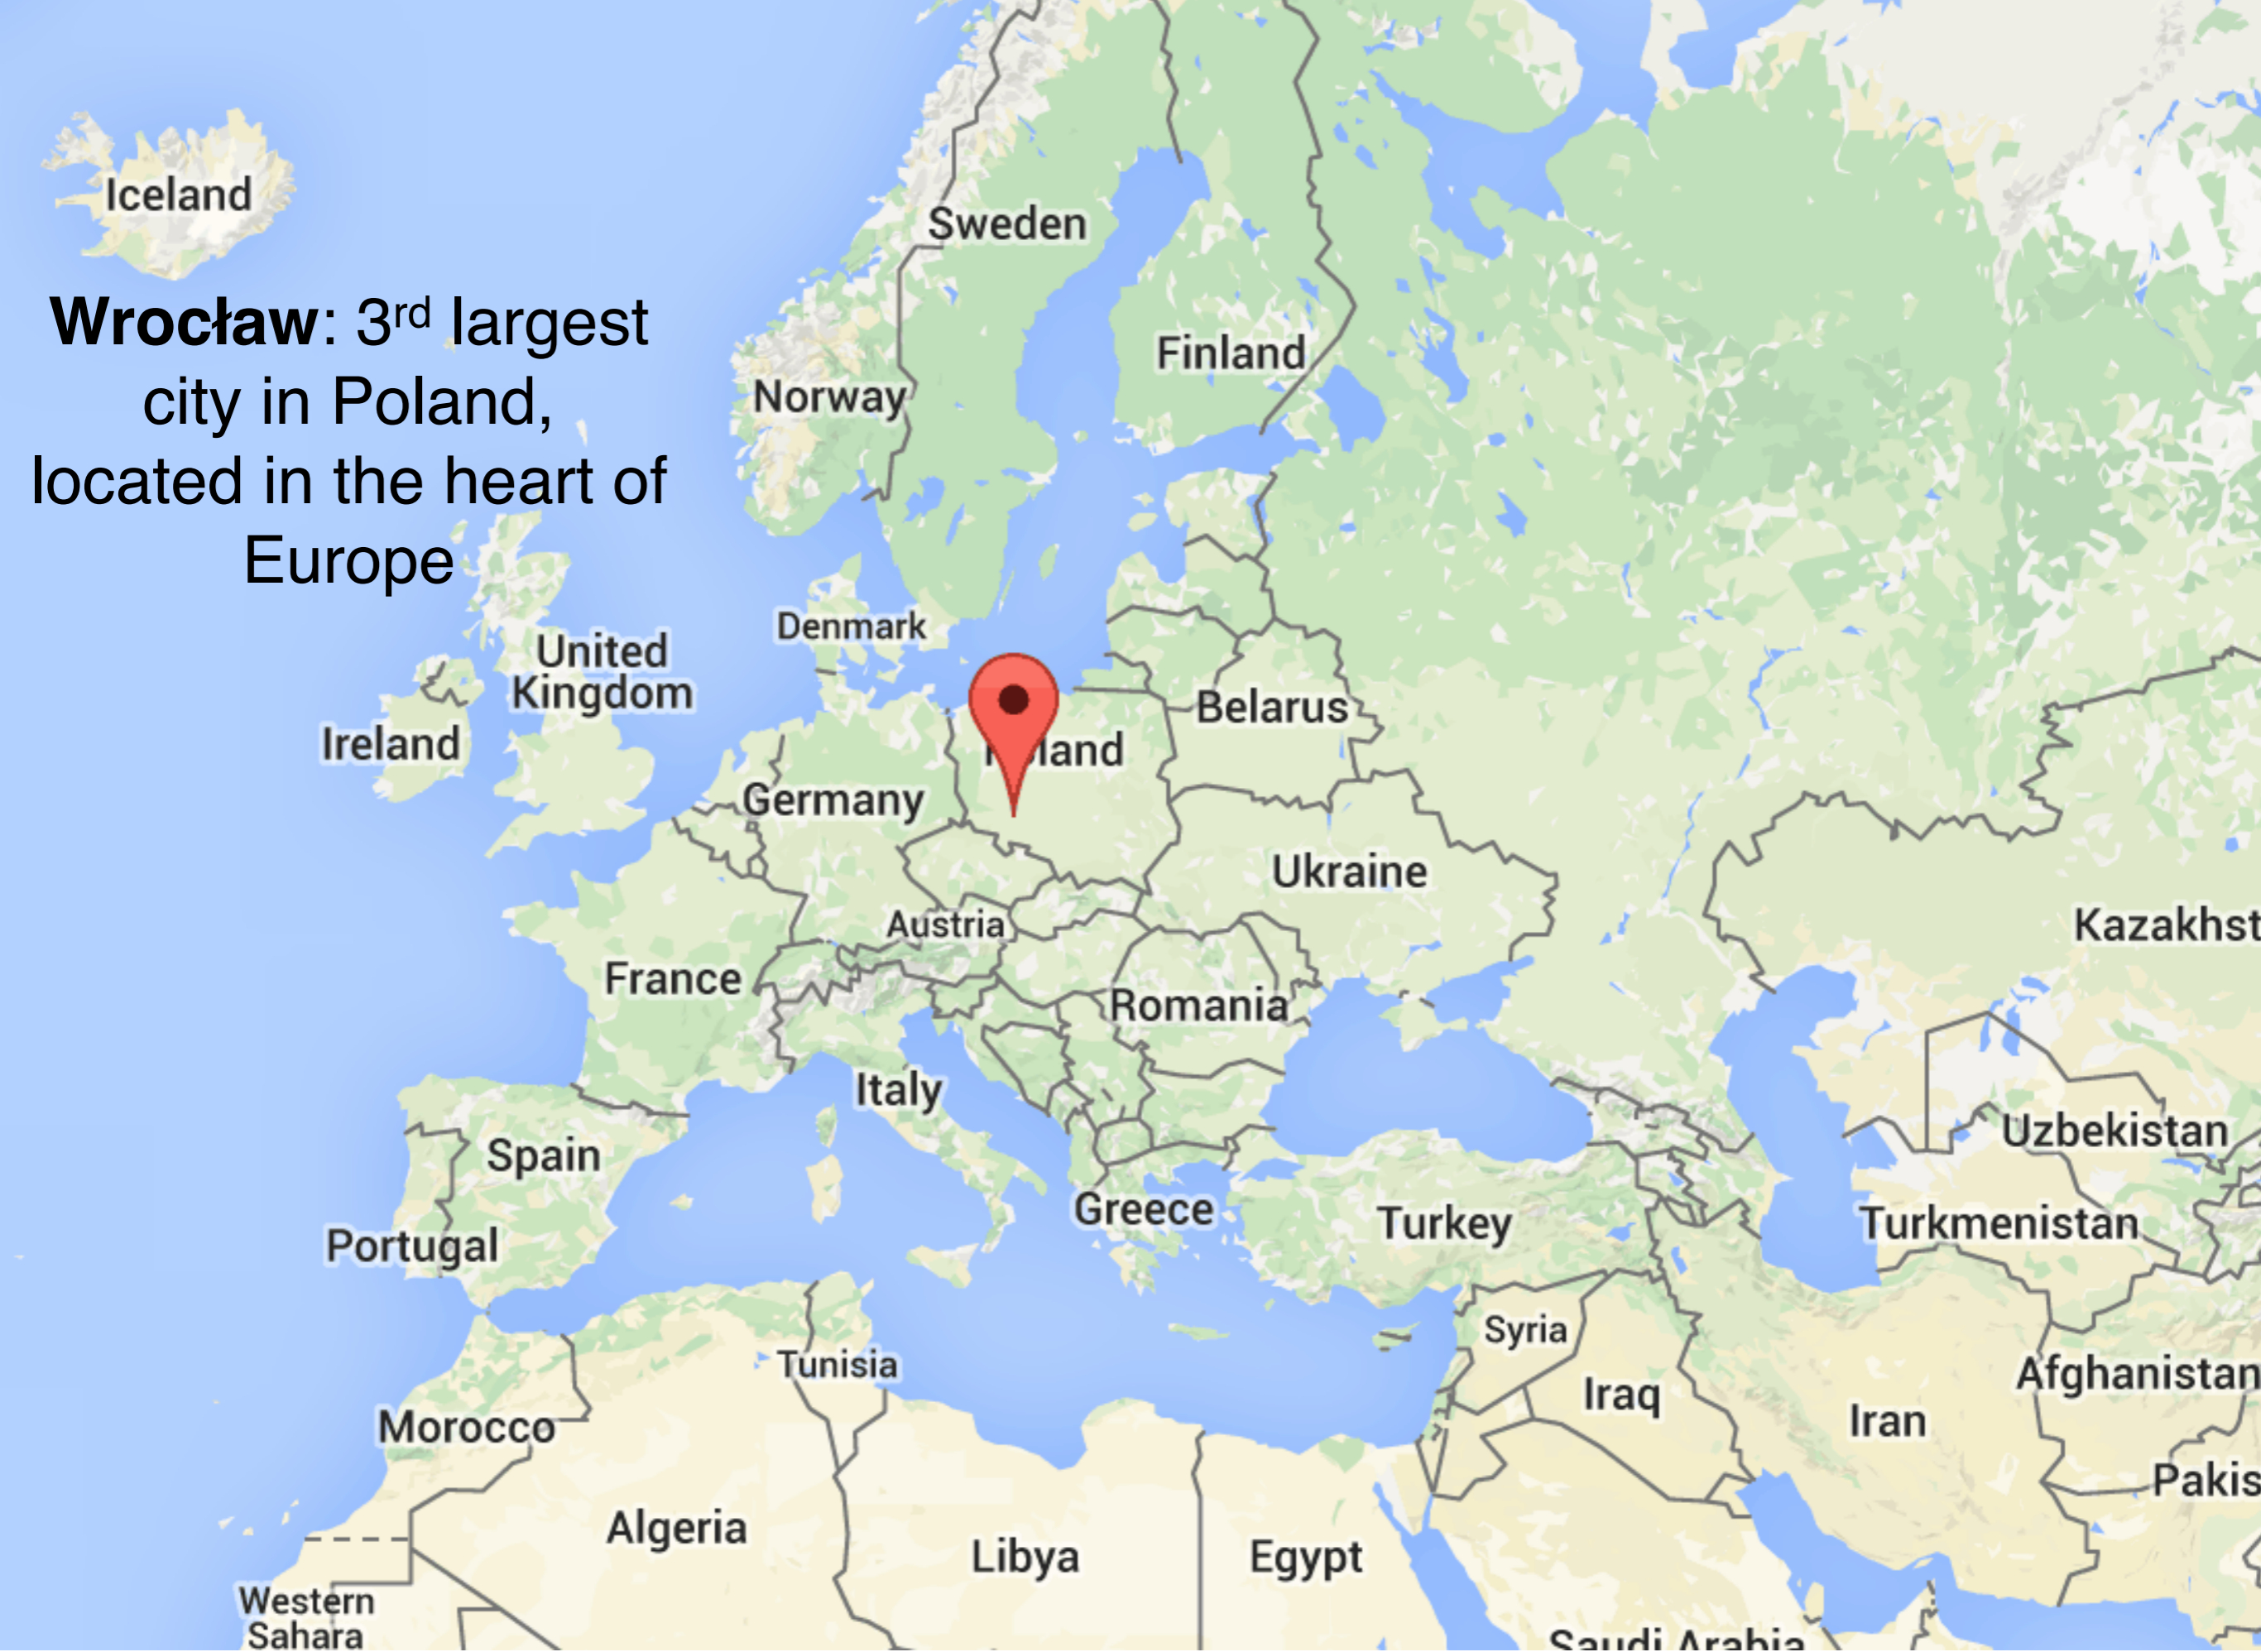 Iceland
Sweden
Wrocław: 3rd largest
city in Poland,
located in the heart of
Europe
Finland
Norway
Denmark
United
Kingdom
Belarus
Ireland
Germany
Ukraine
Austria
Kazakhst
France
Romania
Italy
Uzbekistan
Spain
Greece
Turkey
Turkmenistan
Portugal
Syria
Tunisia
Afghanistan
Iraq
Iran
Morocco
Pakis
Algeria
Libya
Egypt
Western
Sahara
Saudi Arabia